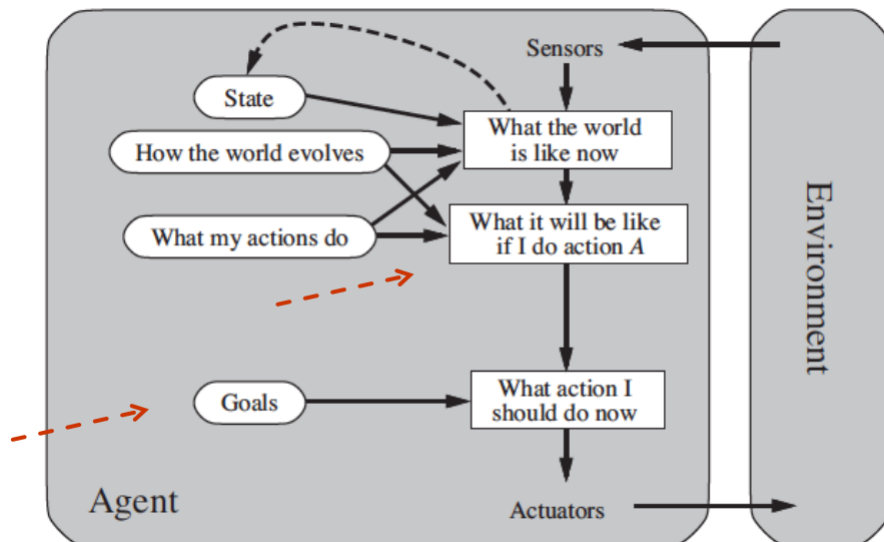 Sensors
State
What the world
is like now
How the world evolves
What my actions do
What it will be like
if I do action A
Goals
What action I
should do now
Agent
Actuators
Environment